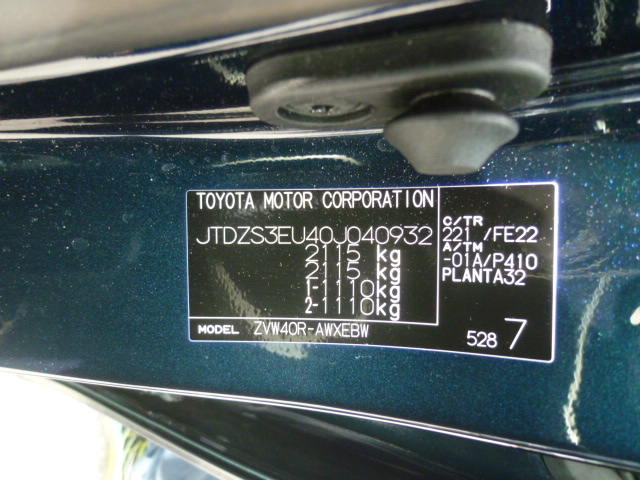 TOYOTA MOTOR CORPORATION
JTDZS3EU40J040932
2115 kg
2115 kg
1-1110kg
2-1110kg
MODEL ZVW40R-AWXEBW
C/TR
221 /FE22
A/TM
-01A/P410
PLANTA32
528 7